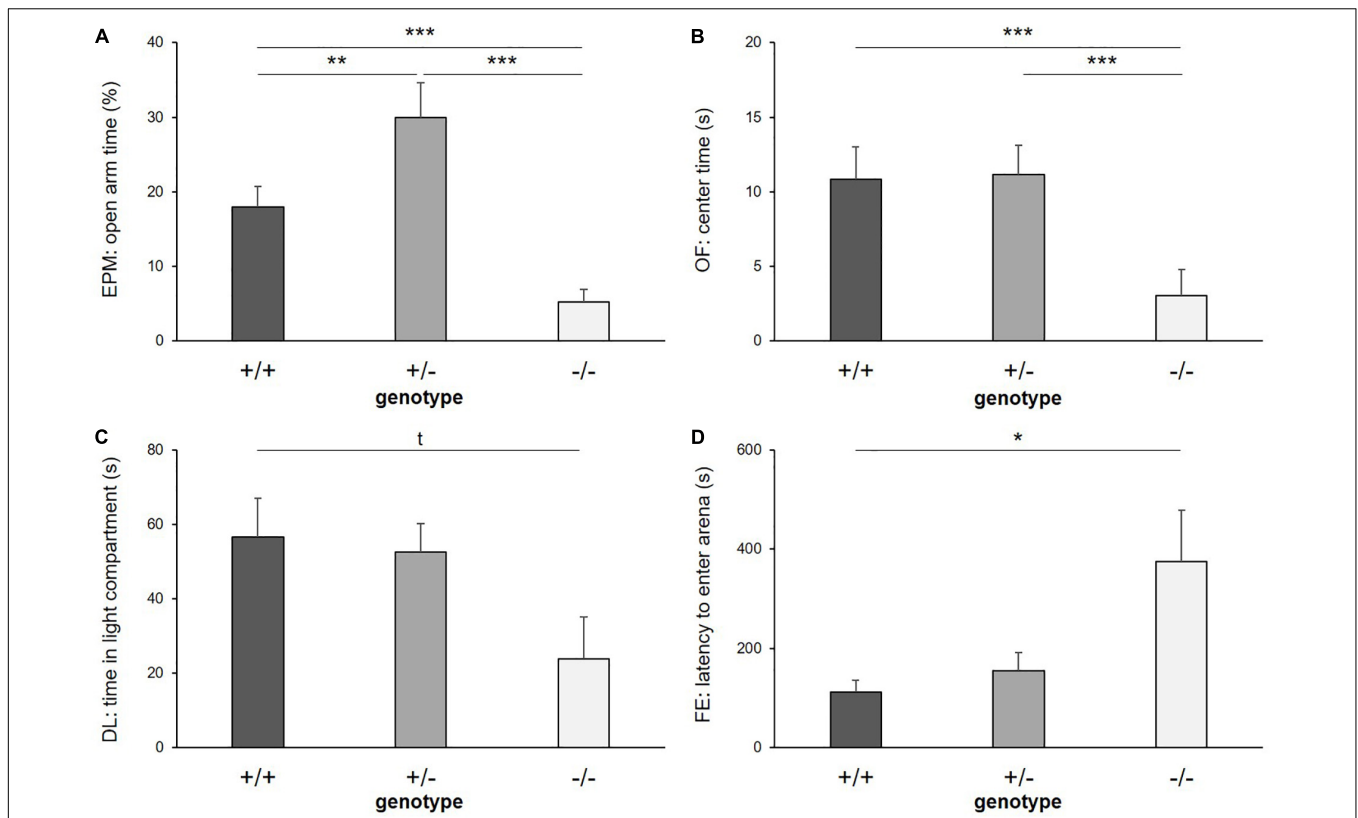 A
EPM: open arm time (%)
40
30
20
10
0
***
** ***
+/+ +/- -/-
genotype
B
OF: center time (s)
20
15
10
5
0
***
***
+/+ +/- -/-
genotype
C
DL: time in light compartment (s)
80
60
40
20
0
t
+/+ +/- -/-
genotype
D
FE: latency to enter arena (s)
600
400
200
0
*
+/+ +/- -/-
genotype